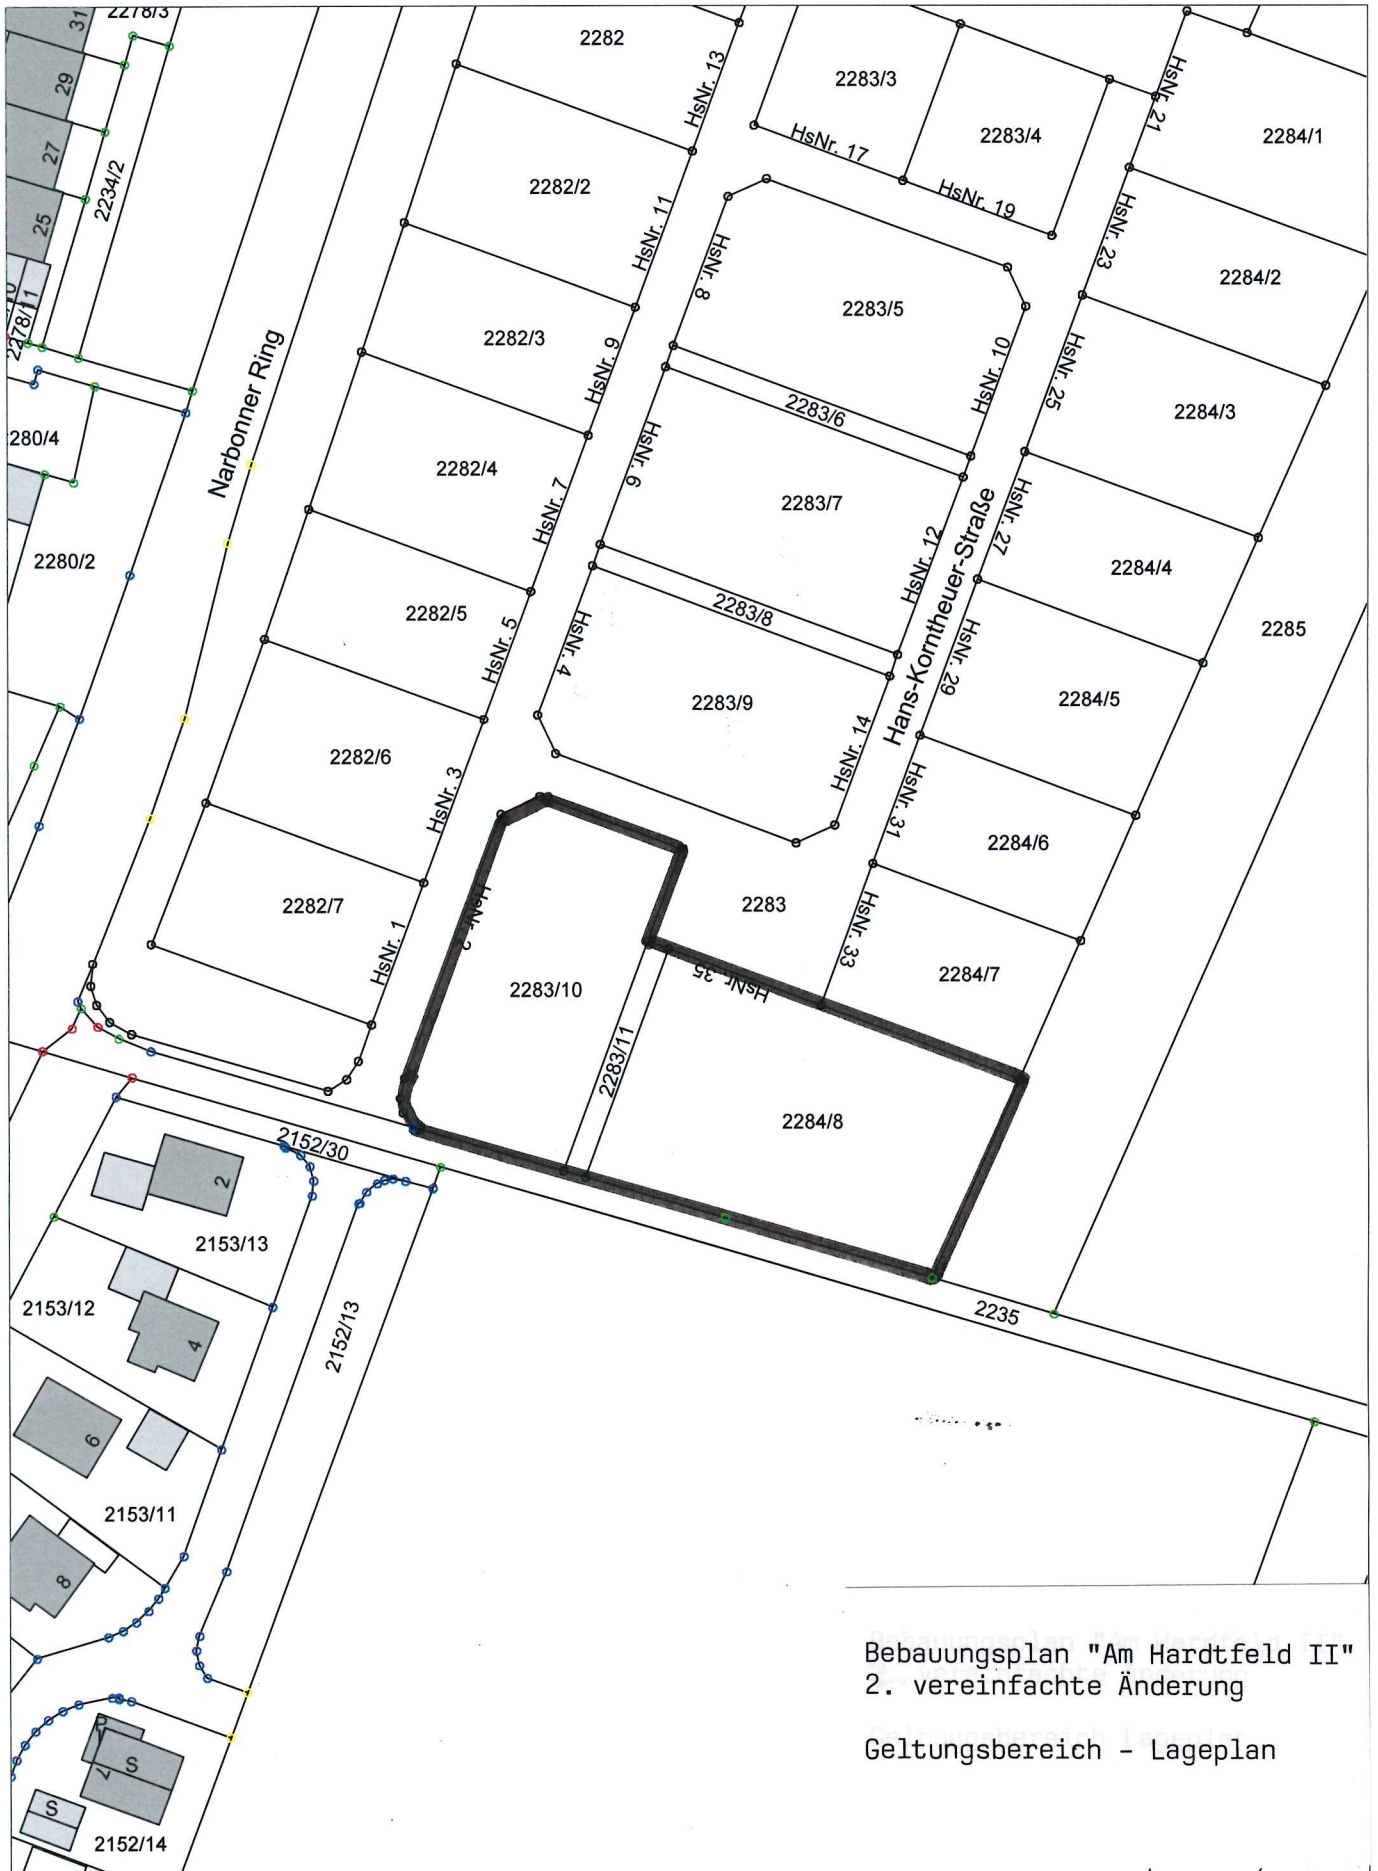 2278/3
31
29
27
25
2234/2
2278/11
280/4
2280/2
Narbonner Ring
2282
2282/2
2282/3
2282/4
2282/5
2282/6
2282/7
HsNr. 13
HsNr. 11
HsNr. 9
HsNr. 7
HsNr. 5
HsNr. 3
HsNr. 1
2283/3
2283/4
HsNr. 17
HsNr. 19
HsNr. 8
2283/5
HsNr. 10
2283/6
HsNr. 6
2283/7
HsNr. 12
2283/8
HsNr. 4
2283/9
HsNr. 14
Hans-Korntheuer-Straße
HsNr. 21
2284/1
HsNr. 23
2284/2
HsNr. 25
2284/3
HsNr. 27
2284/4
HsNr. 29
2284/5
HsNr. 31
2284/6
HsNr. 33
2284/7
2285
2283
HsNr. 2
2283/10
HsNr. 35
2283/11
2284/8
2152/30
2
2153/13
2153/12
4
2152/13
6
2153/11
8
2235
P
7
S
S
2152/14
Bebauungsplan "Am Hardtfeld II"
2. vereinfachte Änderung
Geltungsbereich - Lageplan